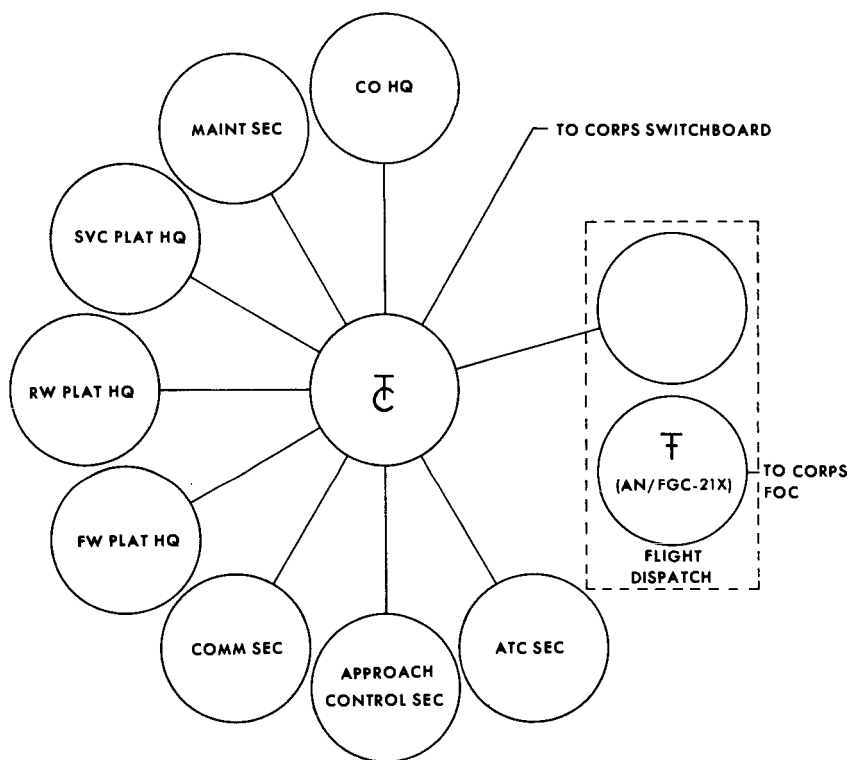 CO HQ
MAINT SEC
TO CORPS SWITCHBOARD
SVC PLAT HQ
RW PLAT HQ
(AN/FGC-21X)
TO CORPS
FOC
FLIGHT
DISPATCH
FW PLAT HQ
COMM SEC
APPROACH
CONTROL SEC
ATC SEC